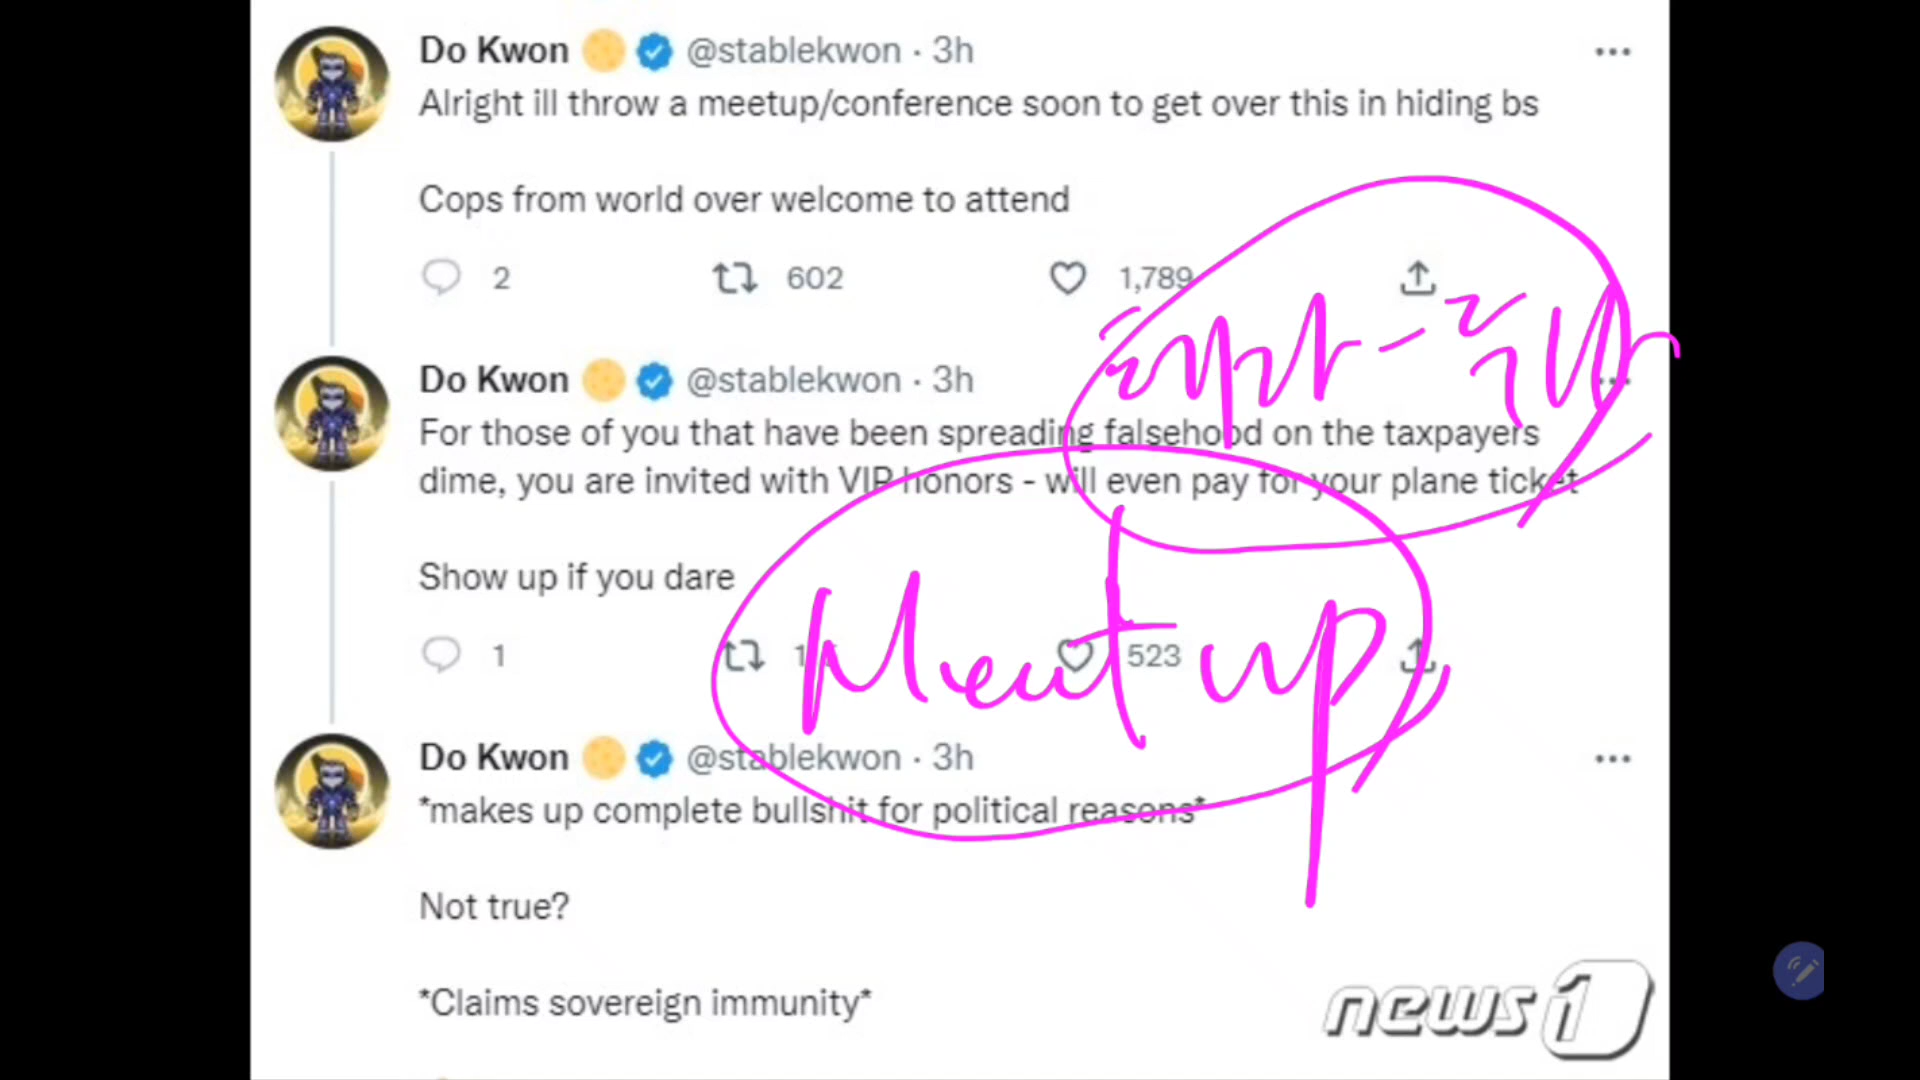 Do Kwon @stablekwon · 3h
Alright ill throw a meetup/conference soon to get over this in hiding bs
Cops from world over welcome to attend
2 602 1,789
Do Kwon @stablekwon · 3h
For those of you that have been spreading falsehood on the taxpayers
dime, you are invited with VIP honors - will even pay for your plane ticket
Show up if you dare
1 523
Meet up
Do Kwon @stablekwon · 3h
*makes up complete bullshit for political reasons*
Not true?
*Claims sovereign immunity*
news1